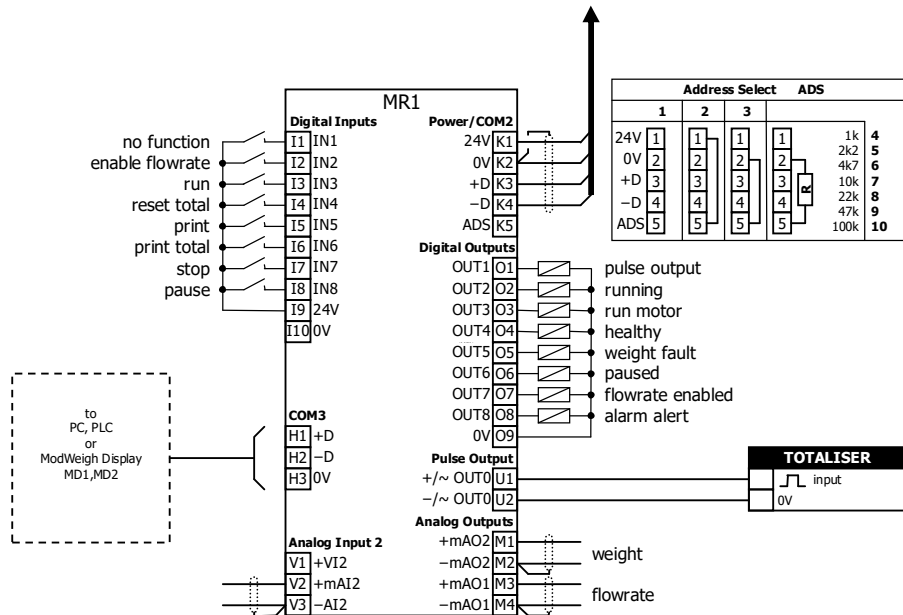 MR1
Digital Inputs
no function I1 IN1
enable flowrate I2 IN2
run I3 IN3
reset total I4 IN4
print I5 IN5
print total I6 IN6
stop I7 IN7
pause I8 IN8
I9 24V
I10 0V
to
PC, PLC
or
ModWeigh Display
MD1,MD2
COM3
H1 +D
H2 −D
H3 0V
Analog Input 2
V1 +VI2
V2 +mAI2
V3 −AI2
Power/COM2
24V K1
0V K2
+D K3
−D K4
ADS K5
Digital Outputs
OUT1 O1 pulse output
OUT2 O2 running
OUT3 O3 run motor
OUT4 O4 healthy
OUT5 O5 weight fault
OUT6 O6 paused
OUT7 O7 flowrate enabled
OUT8 O8 alarm alert
0V O9
Pulse Output
+/~ OUT0 U1
−/~ OUT0 U2
Analog Outputs
+mAO2 M1
−mAO2 M2
weight
+mAO1 M3
−mAO1 M4
flowrate
Address Select ADS
1 2 3
24V 1 1 1 1 1k 4
0V 2 2 2 2 2k2 5
+D 3 3 3 3 4k7 6
−D 4 4 4 4 10k 7
ADS 5 5 5 5 22k 8
R
47k 9
100k 10
TOTALISER
input
0V